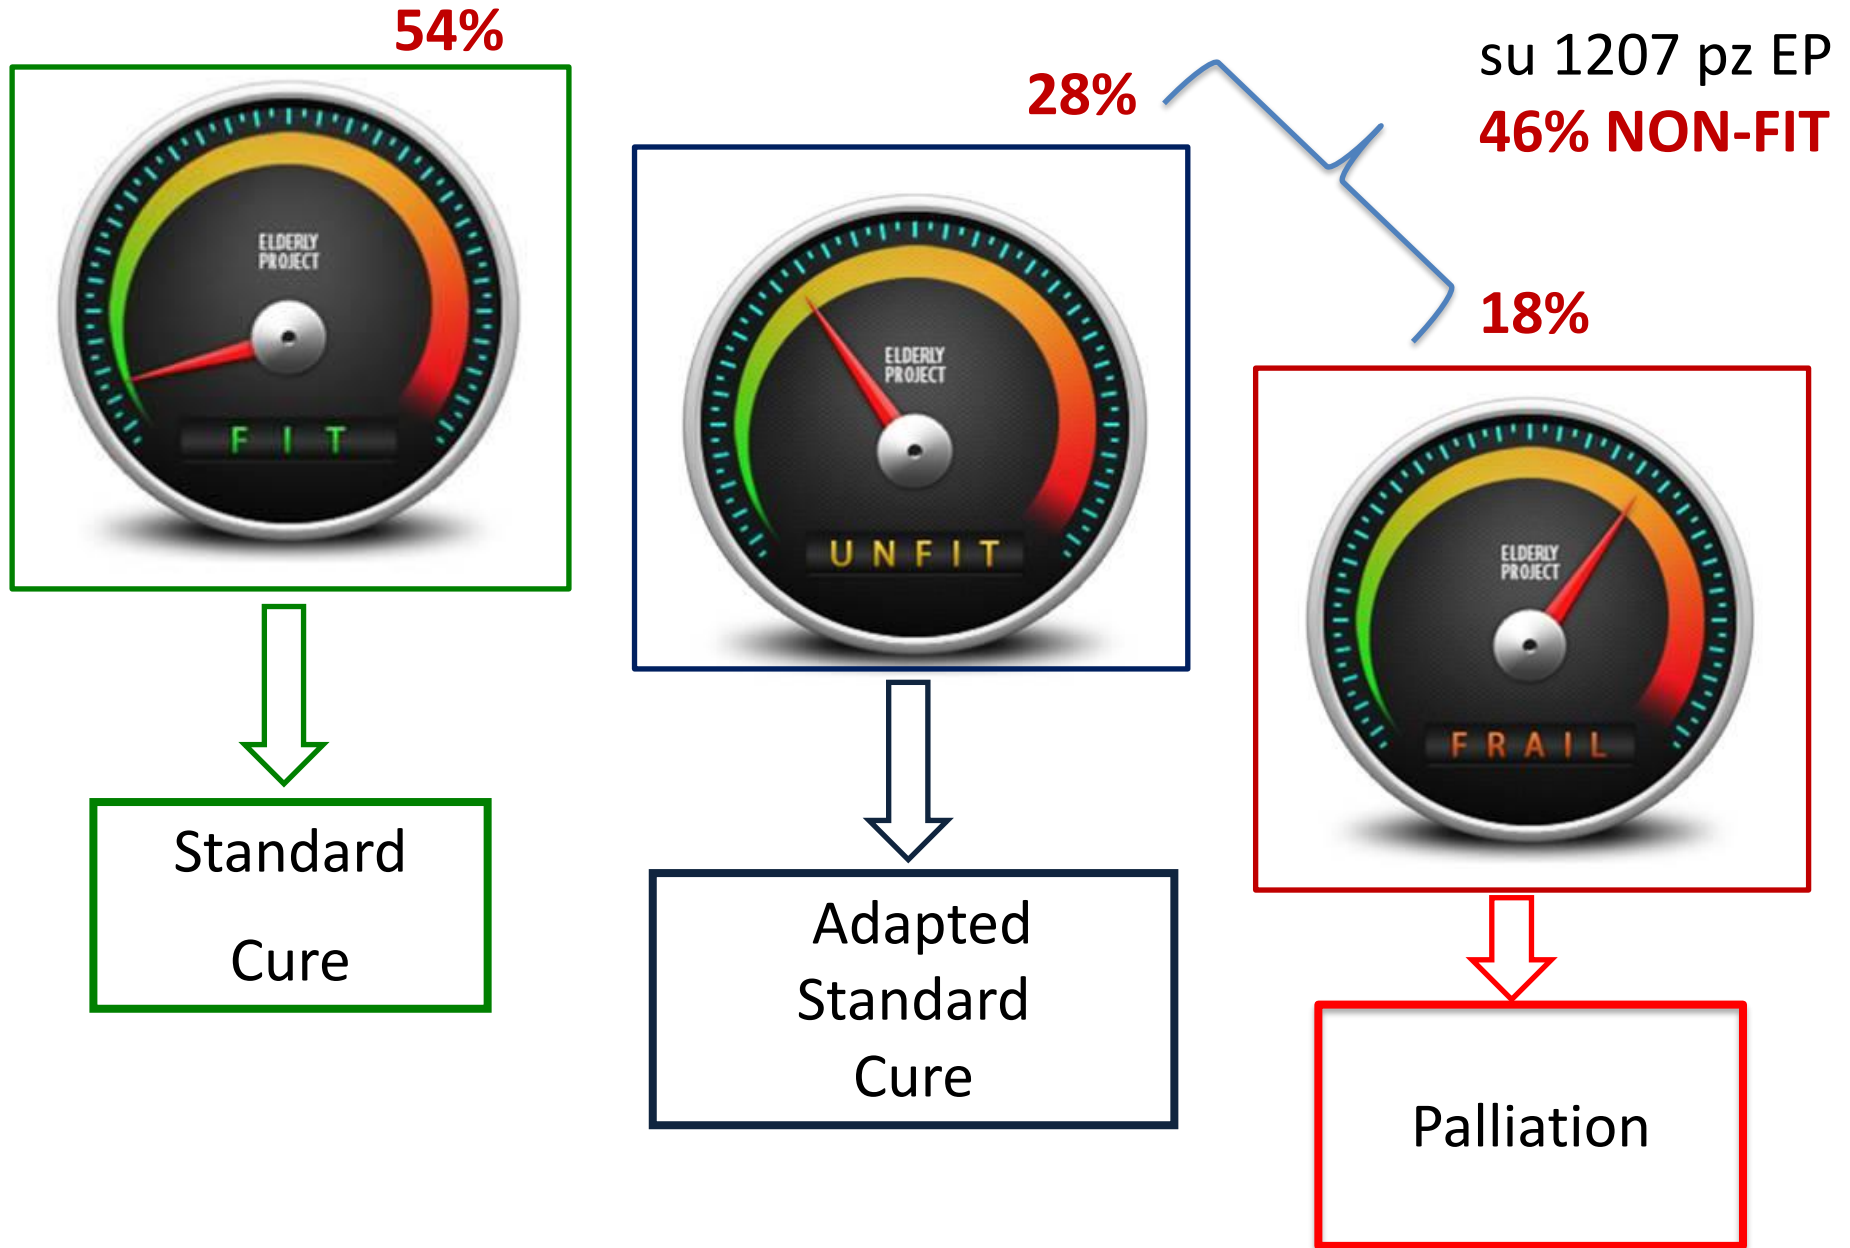 54%
ELDERLY
PROJECT
FIT
Standard
Cure
28%
ELDERLY
PROJECT
UNFIT
Adapted
Standard
Cure
su 1207 pz EP
46% NON-FIT
18%
ELDERLY
PROJECT
FRAIL
Palliation